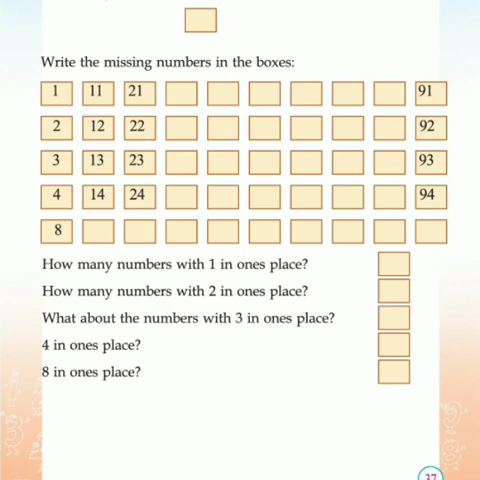 Write the missing numbers in the boxes:
1 11 21 91
2 12 22 92
3 13 23 93
4 14 24 94
8
How many numbers with 1 in ones place?
How many numbers with 2 in ones place?
What about the numbers with 3 in ones place?
4 in ones place?
8 in ones place?
37